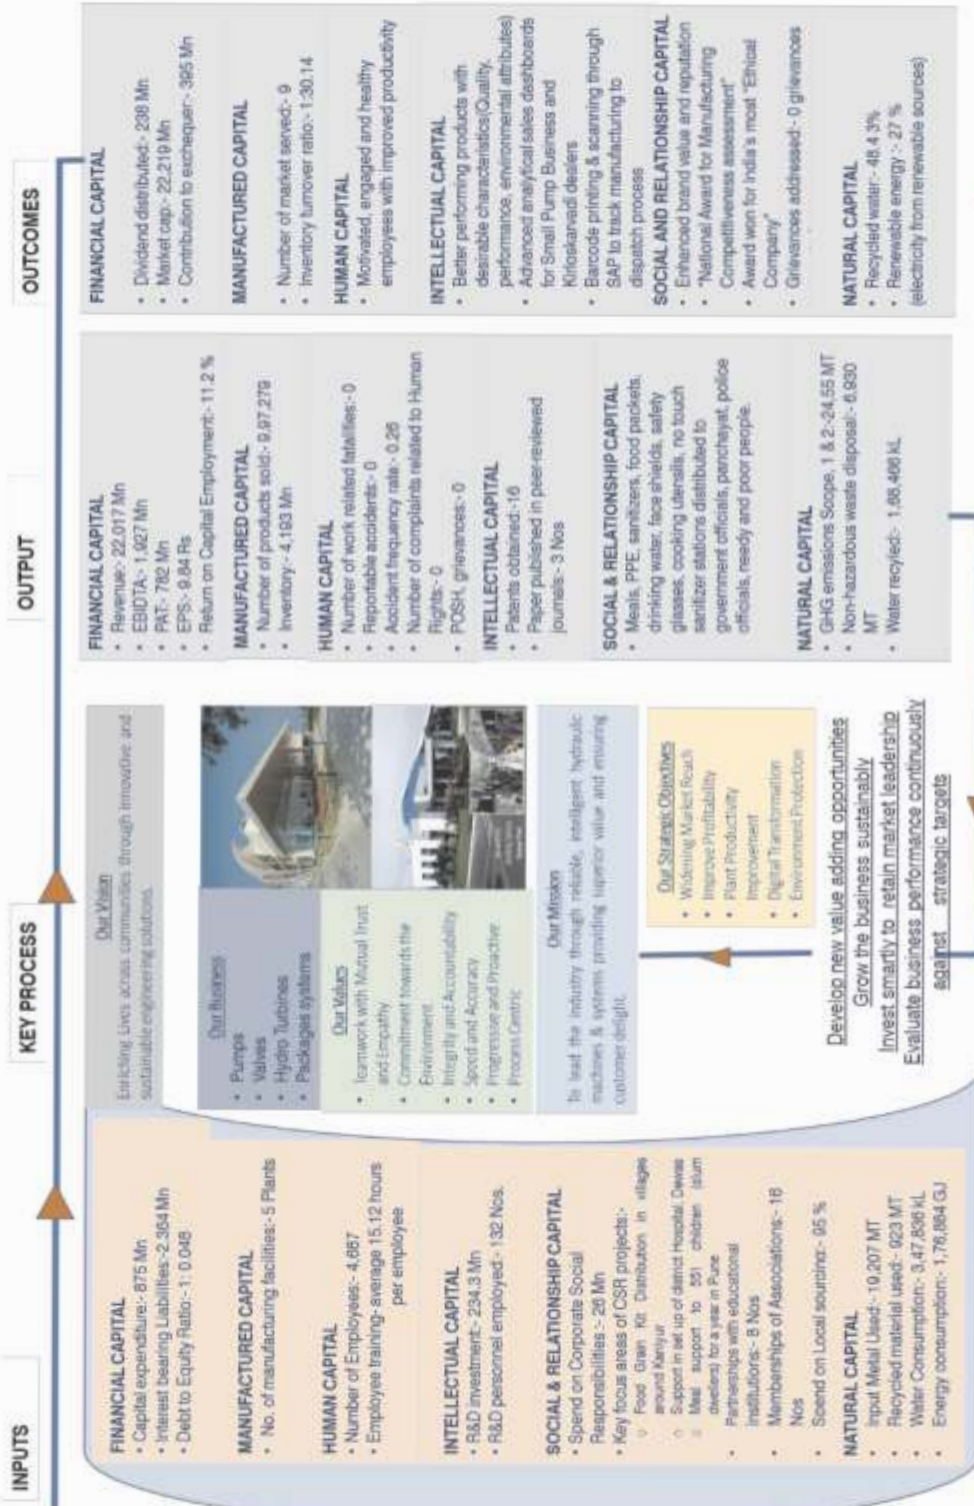 INPUTS
FINANCIAL CAPITAL
• Capital expenditure:- 875 Mn
• Interest bearing Liabilities:-2,364 Mn
• Debt to Equity Ratio:- 1: 0.048
MANUFACTURED CAPITAL
• No. of manufacturing facilities:- 5 Plants
HUMAN CAPITAL
• Number of Employees:- 4,667
• Employee training- average 15.12 hours
per employee
INTELLECTUAL CAPITAL
• R&D investment:- 234.3 Mn
• R&D personnel employed:- 132 Nos.
SOCIAL & RELATIONSHIP CAPITAL
• Spend on Corporate Social
Responsibilities :- 26 Mn
• Key focus areas of CSR projects:-
○ Food Grain Kit Distribution in villages
around Kaniyur
○ Support in set up of district Hospital, Dewas
○ Meal support to 551 children (slum
dwellers) for a year in Pune
• Partnerships with educational
institutions:- 8 Nos
• Memberships of Associations:- 16
Nos
• Spend on Local sourcing:- 95 %
NATURAL CAPITAL
• Input Metal Used:- 19,207 MT
• Recycled material used:- 923 MT
• Water Consumption:- 3,47,836 kL
• Energy consumption:- 1,76,884 GJ
KEY PROCESS
Our Vision
Enriching Lives across communities through innovative and
sustainable engineering solutions.
Our Business
• Pumps
• Valves
• Hydro Turbines
• Packages systems
Our Values
• Teamwork with Mutual Trust
and Empathy
• Commitment towards the
Environment
• Integrity and Accountability
• Speed and Accuracy
• Progressive and Proactive
• Process Centric
Our Mission
To lead the industry through reliable, intelligent hydraulic
machines & systems providing superior value and ensuring
customer delight.
Our Strategic Objectives
• Widening Market Reach
• Improve Profitability
• Plant Productivity
Improvement
• Digital Transformation
• Environment Protection
Develop new value adding opportunities
Grow the business sustainably
Invest smartly to retain market leadership
Evaluate business performance continuously
against strategic targets
OUTPUT
FINANCIAL CAPITAL
• Revenue:- 22,017 Mn
• EBIDTA:- 1,927 Mn
• PAT:- 782 Mn
• EPS:- 9.84 Rs
• Return on Capital Employment:- 11.2 %
MANUFACTURED CAPITAL
• Number of products sold:- 9,97,279
• Inventory:- 4,193 Mn
HUMAN CAPITAL
• Number of work related fatalities:- 0
• Reportable accidents:- 0
• Accident frequency rate:- 0.26
• Number of complaints related to Human
Rights:- 0
• POSH, grievances:- 0
INTELLECTUAL CAPITAL
• Patents obtained:-16
• Paper published in peer-reviewed
journals:- 3 Nos
SOCIAL & RELATIONSHIP CAPITAL
• Meals, PPE, sanitizers, food packets,
drinking water, face shields, safety
glasses, cooking utensils, no touch
sanitizer stations distributed to
government officials, panchayat, police
officials, needy and poor people.
NATURAL CAPITAL
• GHG emissions Scope, 1 & 2:-24,55 MT
• Non-hazardous waste disposal:- 6,930
MT
• Water recycled:- 1,68,466 kL
OUTCOMES
FINANCIAL CAPITAL
• Dividend distributed:- 238 Mn
• Market cap:- 22,219 Mn
• Contribution to exchequer:- 395 Mn
MANUFACTURED CAPITAL
• Number of market served:- 9
• Inventory turnover ratio:- 1:30.14
HUMAN CAPITAL
• Motivated, engaged and healthy
employees with improved productivity
INTELLECTUAL CAPITAL
• Better performing products with
desirable characteristics(Quality,
performance, environmental attributes)
• Advanced analytical sales dashboards
for Small Pump Business and
Kirloskarvadi dealers
• Barcode printing & scanning through
SAP to track manufacturing to
dispatch process
SOCIAL AND RELATIONSHIP CAPITAL
• Enhanced brand value and reputation
• "National Award for Manufacturing
Competitiveness assessment"
• Award won for India's most "Ethical
Company"
• Grievances addressed:- 0 grievances
NATURAL CAPITAL
• Recycled water:- 48.4 3%
• Renewable energy :- 27 %
(electricity from renewable sources)